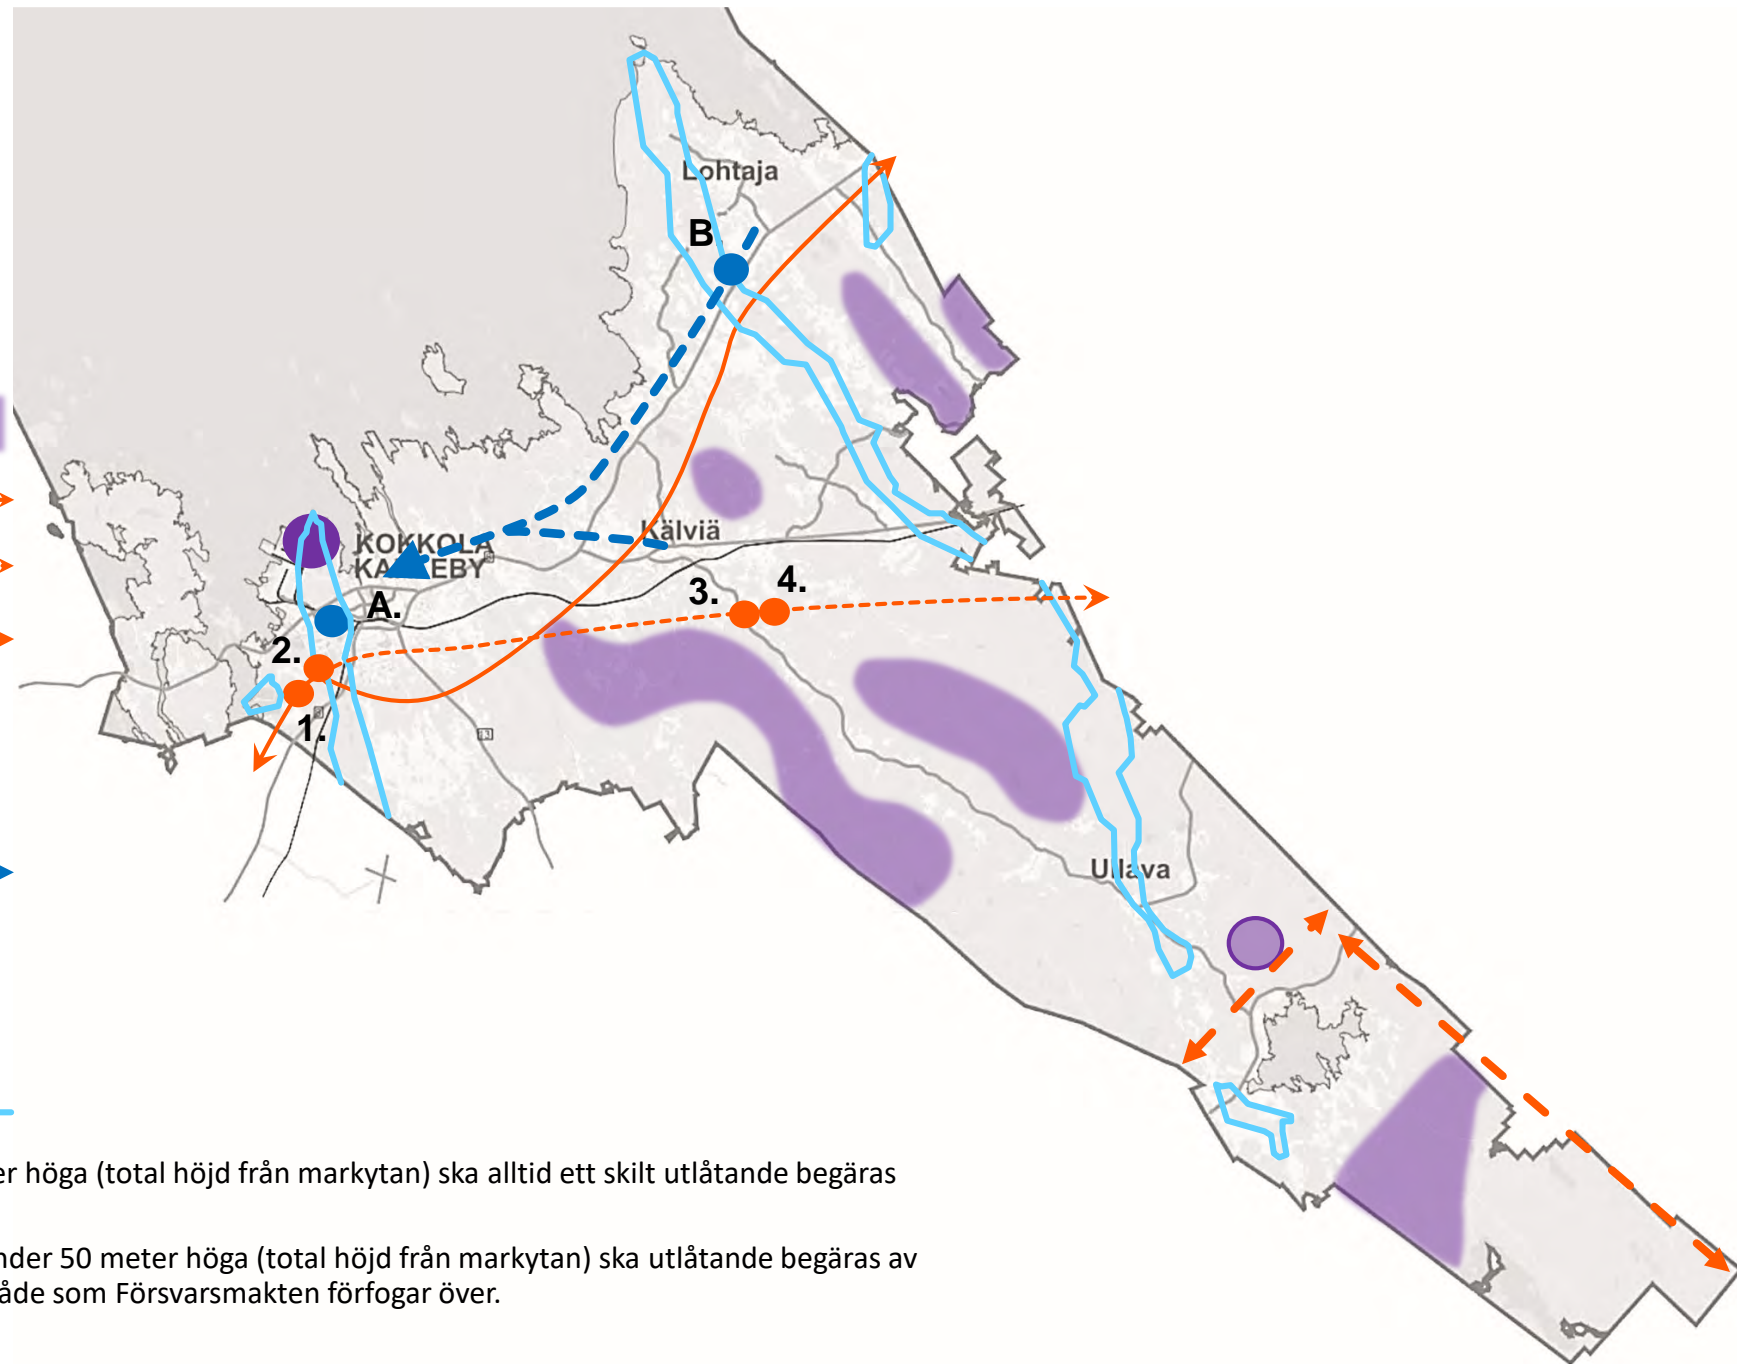 Lohtaja
B.
Kälviä
KOKKOLA
KARLEBY
A.
3.
4.
2.
1.
13
Ullava
er höga (total höjd från markytan) ska alltid ett skilt utlåtande begäras
nder 50 meter höga (total höjd från markytan) ska utlåtande begäras av
åde som Försvarsmakten förfogar över.